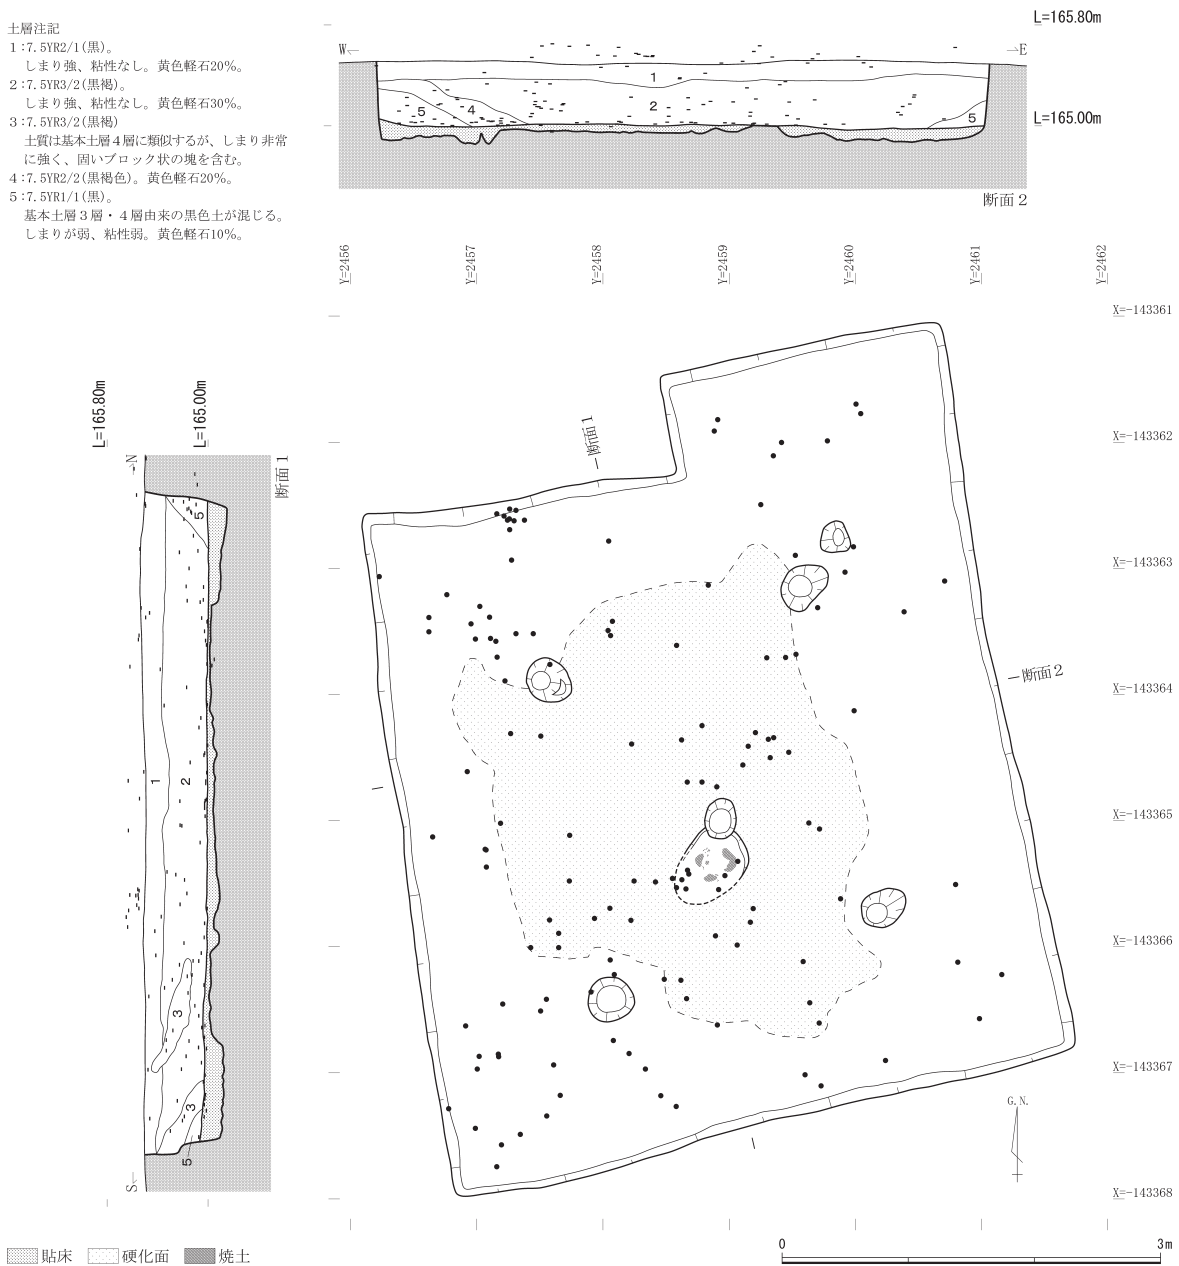 土層注記
1:7.5YR2/1(黒)。
しまり強、粘性なし。黄色軽石20%。
2:7.5YR3/2(黒褐)。
しまり強、粘性なし。黄色軽石30%。
3:7.5YR3/2(黒褐)
土質は基本土層4層に類似するが、しまり非常
に強く、固いブロック状の塊を含む。
4:7.5YR2/2(黒褐色)。黄色軽石20%。
5:7.5YR1/1(黒)。
基本土層3層・4層由来の黒色土が混じる。
しまりが弱、粘性弱。黄色軽石10%。
L=165.80m
W
E
1
2
4
5
5
L=165.00m
断面2
Y=2456
Y=2457
Y=2458
Y=2459
Y=2460
Y=2461
Y=2462
X=-143361
X=-143362
X=-143363
X=-143364
X=-143365
X=-143366
X=-143367
X=-143368
L=165.80m
L=165.00m
N
断面1
5
1
2
3
3
5
S
断面1
断面2
G.N.
貼床
硬化面
焼土
0
3m